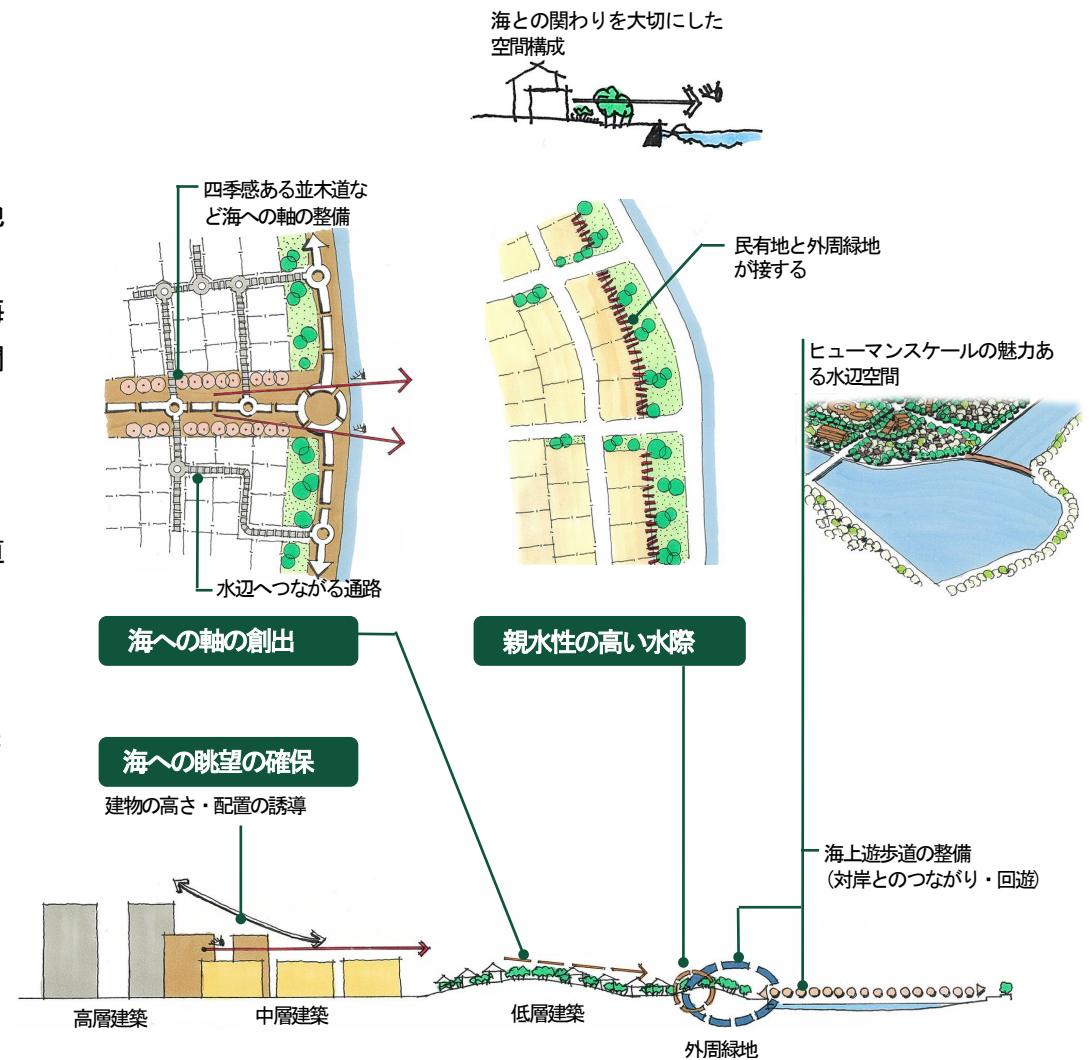 海との関わりを大切にした
空間構成
四季感ある並木道な
ど海への軸の整備
民有地と外周緑地
が接する
ヒューマンスケールの魅力あ
る水辺空間
水辺へつながる通路
海への軸の創出
親水性の高い水際
海への眺望の確保
建物の高さ・配置の誘導
海上遊歩道の整備
（対岸とのつながり・回遊）
高層建築
中層建築
低層建築
外周緑地